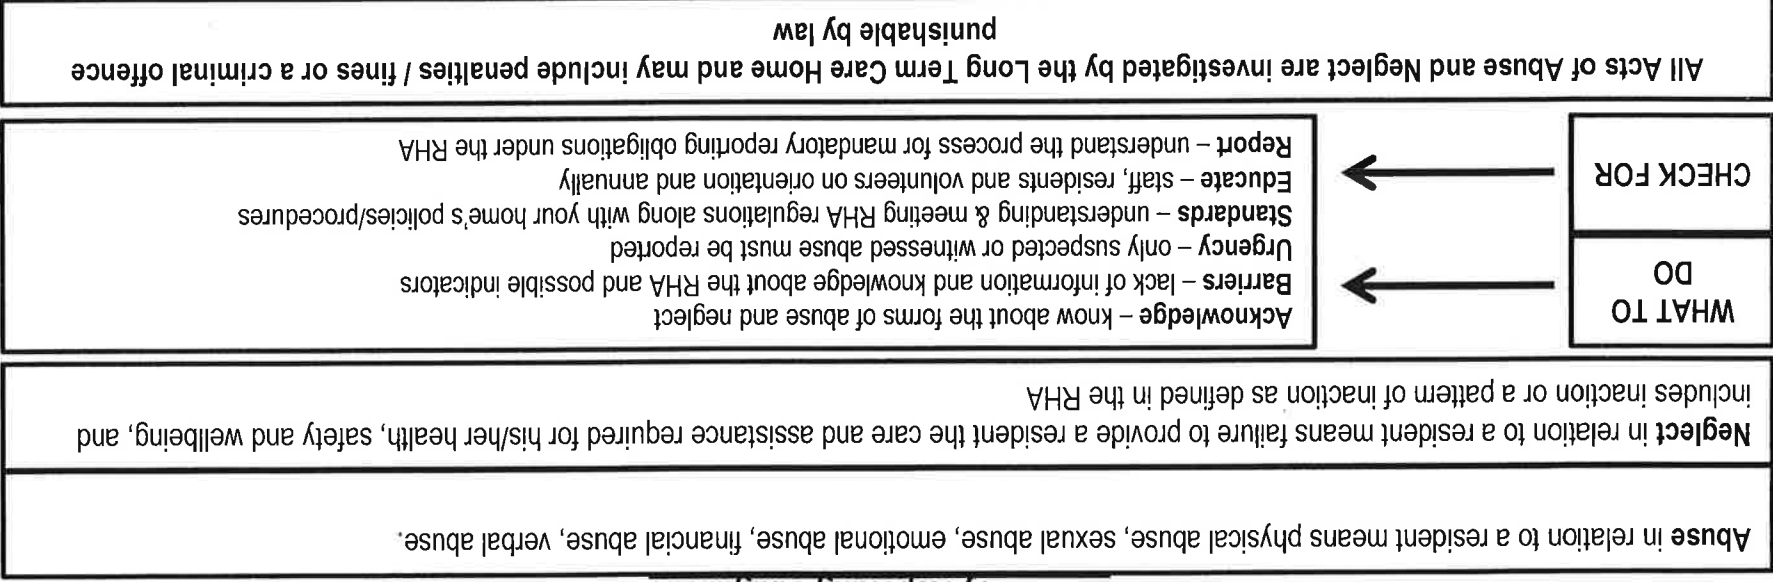 Abuse in relation to a resident means physical abuse, sexual abuse, emotional abuse, financial abuse, verbal abuse.
Neglect in relation to a resident means failure to provide a resident the care and assistance required for his/her health, safety and wellbeing, and
includes inaction or a pattern of inaction as defined in the RHA
WHAT TO
DO
Acknowledge – know about the forms of abuse and neglect
Barriers – lack of information and knowledge about the RHA and possible indicators
Urgency – only suspected or witnessed abuse must be reported
CHECK FOR
Standards – understanding & meeting RHA regulations along with your home's policies/procedures
Educate – staff, residents and volunteers on orientation and annually
Report – understand the process for mandatory reporting obligations under the RHA
All Acts of Abuse and Neglect are investigated by the Long Term Care Home and may include penalties / fines or a criminal offence
punishable by law